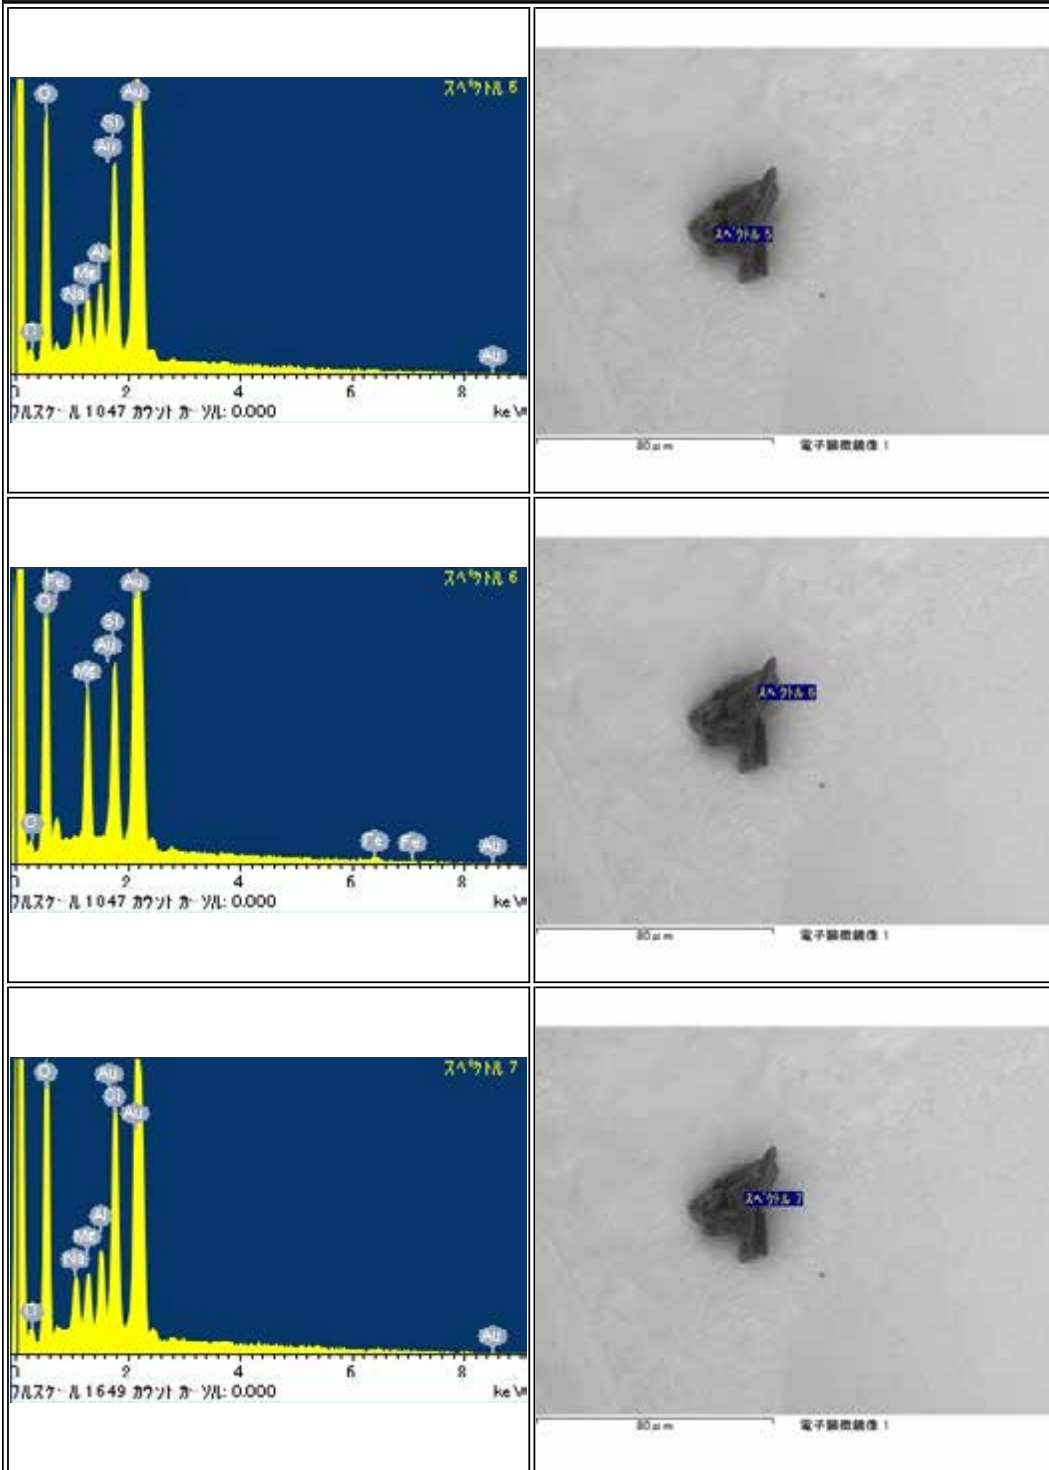 スペクトル 5
O
Au
Si
Au
Al
Mg
Na
C
Au
0 2 4 6 8
フルスケール 1047 カウント カーソル: 0.000 keV
スペクトル 5
80μm 電子顕微鏡像 1
スペクトル 6
Fe
O
Au
Si
Au
Mg
C
Fe
Fe
Au
0 2 4 6 8
フルスケール 1047 カウント カーソル: 0.000 keV
スペクトル 6
80μm 電子顕微鏡像 1
スペクトル 7
O
Au
Si
Au
Al
Mg
Na
C
Au
0 2 4 6 8
フルスケール 1649 カウント カーソル: 0.000 keV
スペクトル 7
80μm 電子顕微鏡像 1